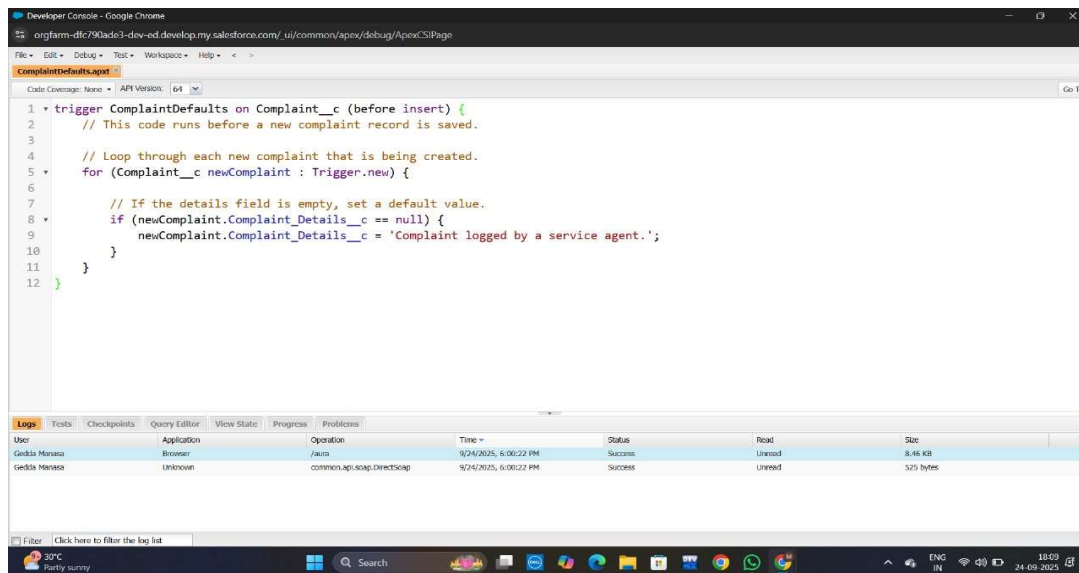 Developer Console - Google Chrome
orgfarm-dfc790ade3-dev-ed.develop.my.salesforce.com/_ui/common/apex/debug/ApexCSIPage
File Edit Debug Test Workspace Help < >
ComplaintDefaults.apxt
Code Coverage: None API Version: 64 Go T
1 trigger ComplaintDefaults on Complaint__c (before insert) {
2 // This code runs before a new complaint record is saved.
3
4 // Loop through each new complaint that is being created.
5 for (Complaint__c newComplaint : Trigger.new) {
6
7 // If the details field is empty, set a default value.
8 if (newComplaint.Complaint_Details__c == null) {
9 newComplaint.Complaint_Details__c = 'Complaint logged by a service agent.';
10 }
11 }
12 }
Logs Tests Checkpoints Query Editor View State Progress Problems
User Application Operation Time Status Read Size
Gedda Manasa Browser /aura 9/24/2025, 6:00:22 PM Success Unread 8.46 KB
Gedda Manasa Unknown common.api.soap.DirectSoap 9/24/2025, 6:00:22 PM Success Unread 525 bytes
Filter Click here to filter the log list
30°C Search ENG 18:09
Partly sunny IN 24-09-2025